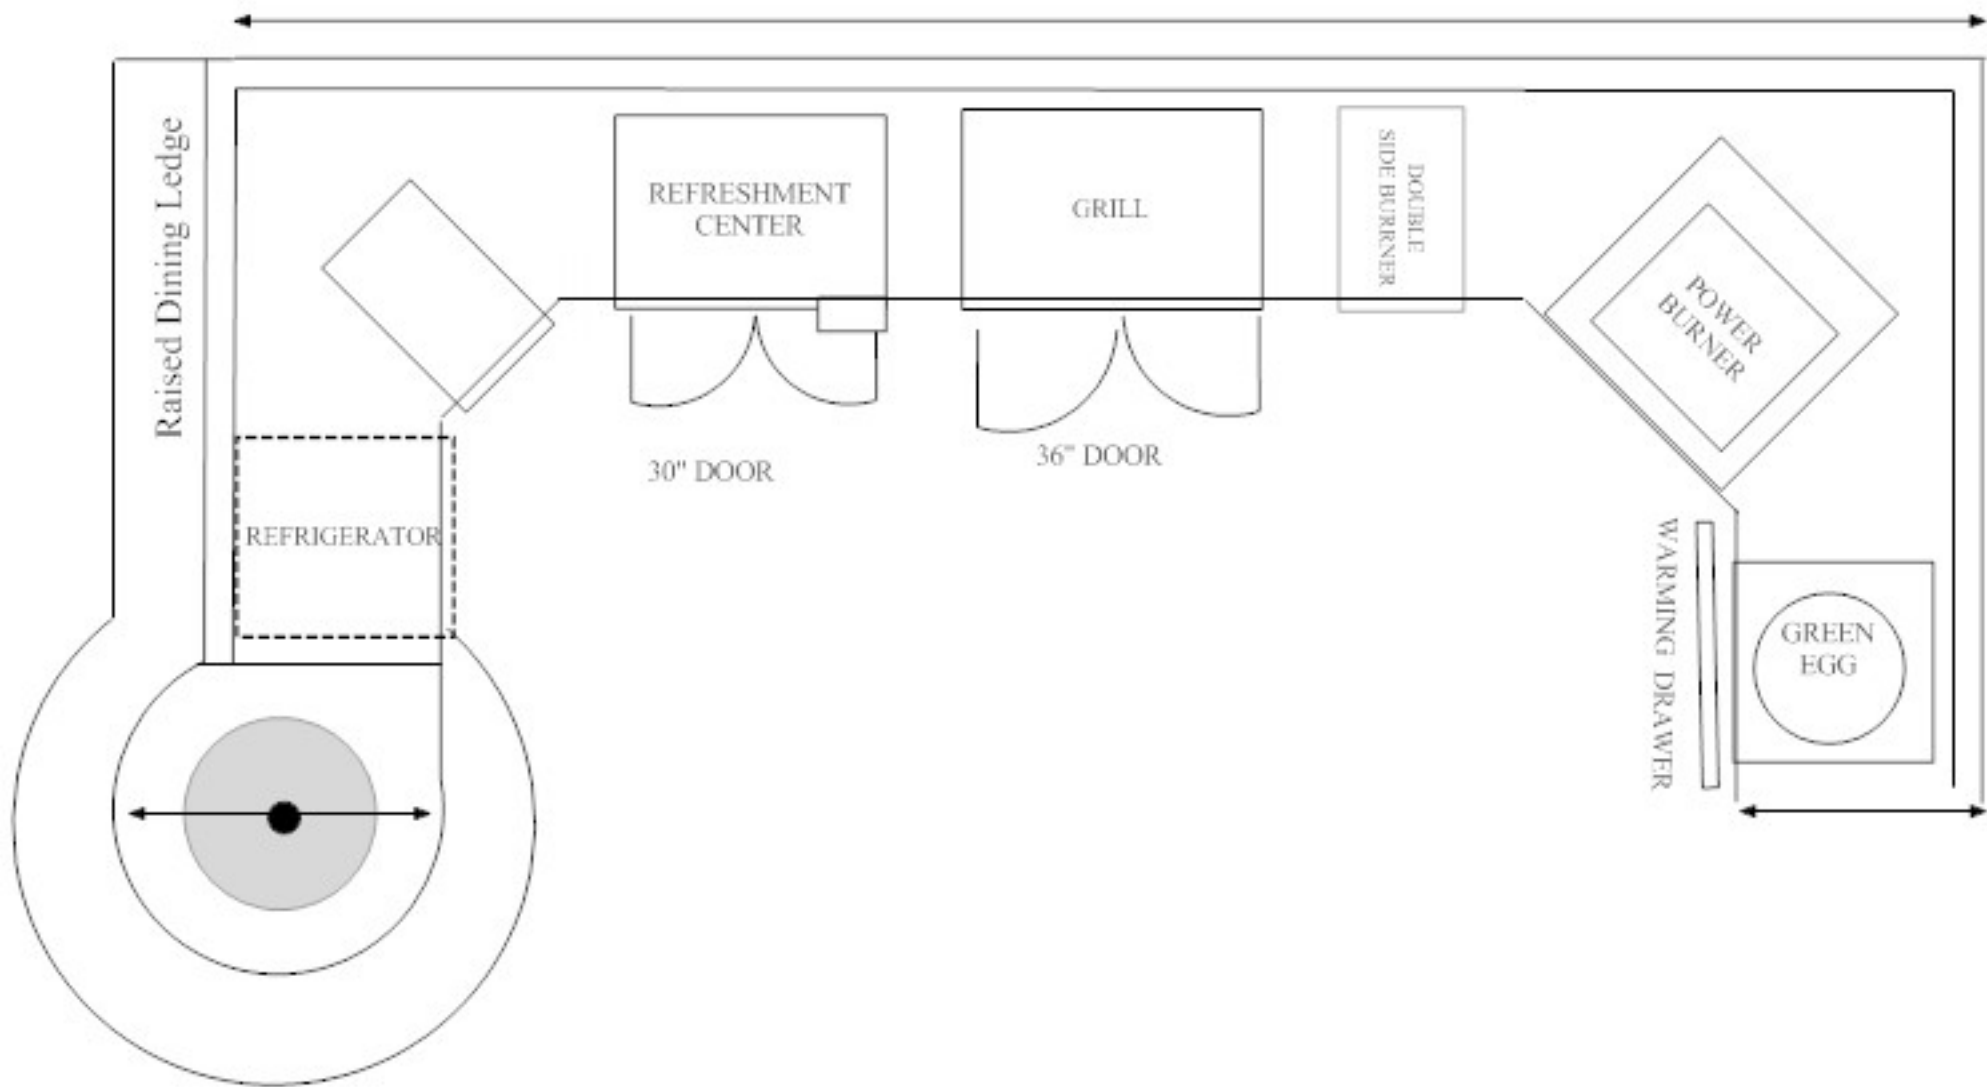 Raised Dining Ledge
REFRESHMENT
CENTER
GRILL
DOUBLE
SIDE BURRNER
POWER
BURNER
30" DOOR
36" DOOR
REFRIGERATOR
WARMING DRAWER
GREEN
EGG